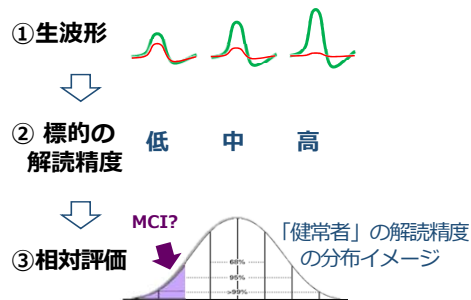 ①生波形
② 標的の
解読精度
低 中 高
MCI?
③相対評価
「健常者」の解読精度
の分布イメージ
68%
95%
>99%